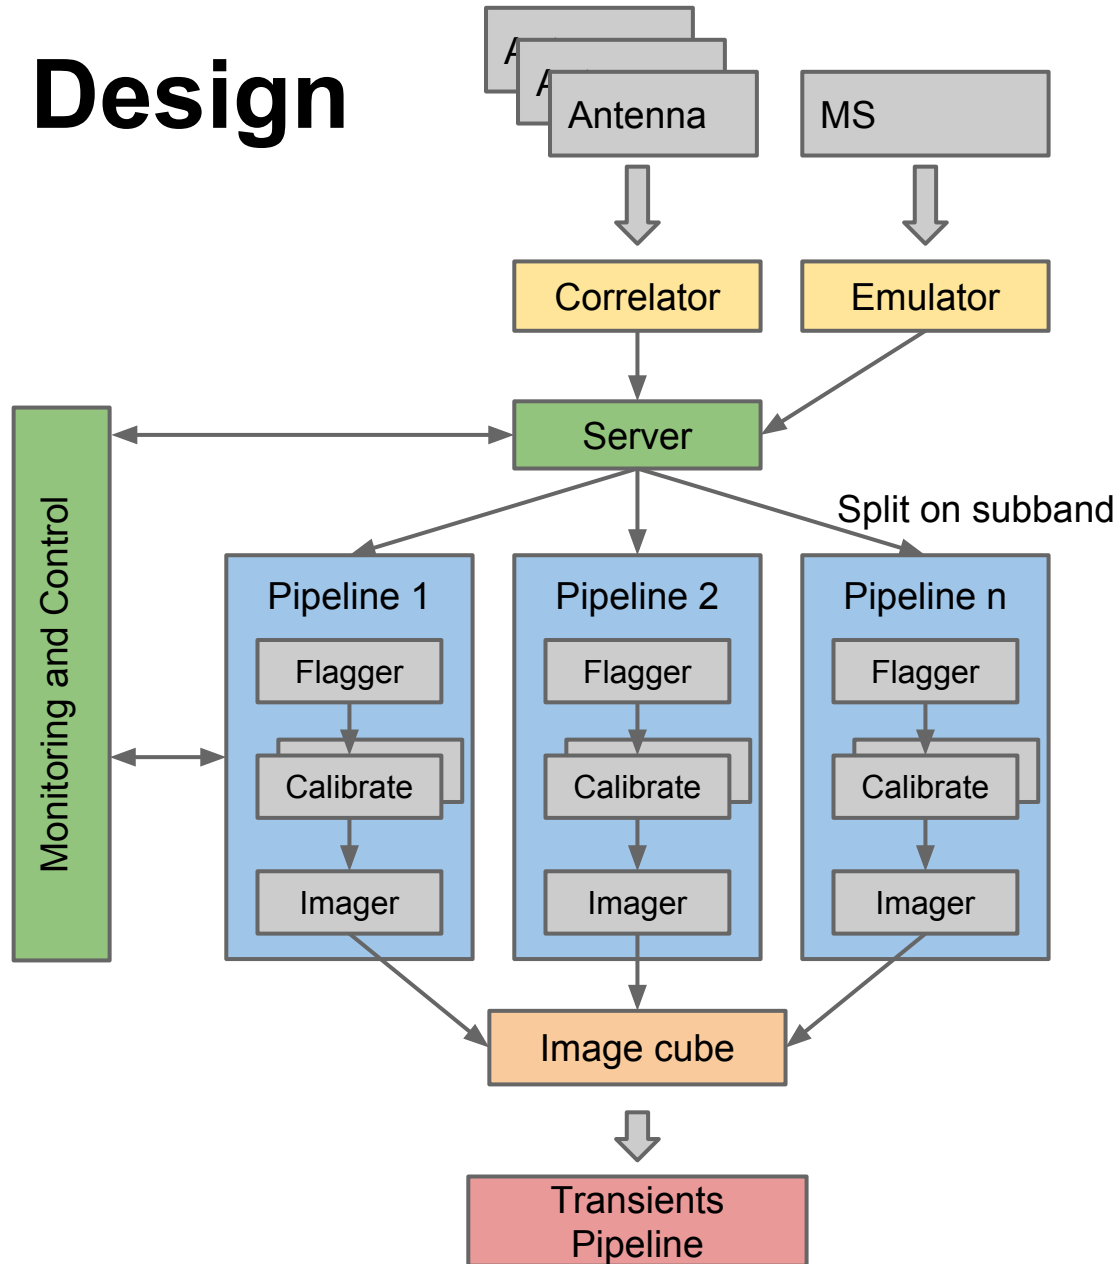 Design
A
A
Antenna
MS
Correlator
Emulator
Server
Monitoring and Control
Split on subband
Pipeline 1
Pipeline 2
Pipeline n
Flagger
Flagger
Flagger
Calibrate
Calibrate
Calibrate
Imager
Imager
Imager
Image cube
Transients
Pipeline